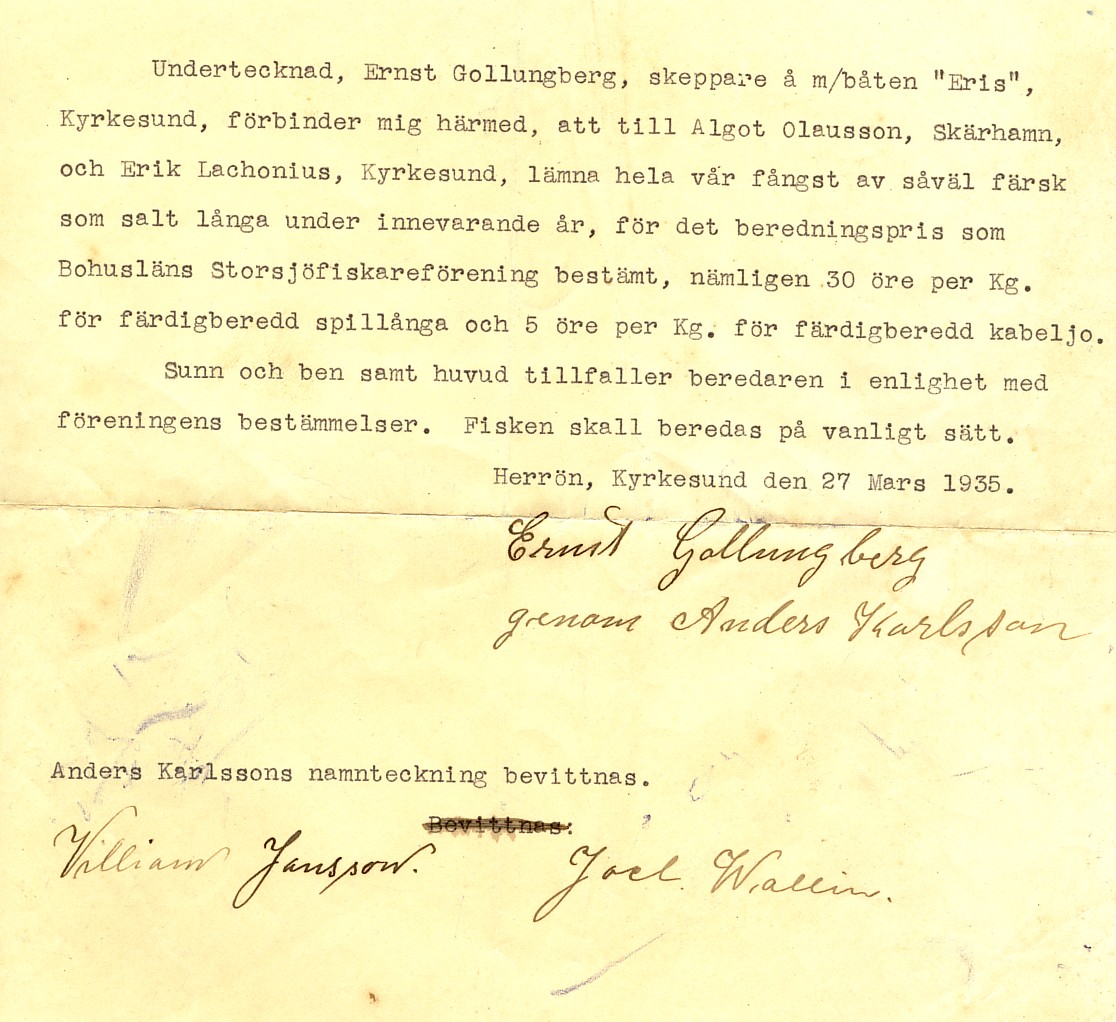 Undertecknad, Ernst Gollungberg, skeppare å m/båten "Eris",
Kyrkesund, förbinder mig härmed, att till Algot Olausson, Skärhamn,
och Erik Lachonius, Kyrkesund, lämna hela vår fångst av såväl färsk
som salt långa under innevarande år, för det beredningspris som
Bohusläns Storsjöfiskareförening bestämt, nämligen 30 öre per Kg.
för färdigberedd spillånga och 5 öre per Kg. för färdigberedd kabeljo.
Sunn och ben samt huvud tillfaller beredaren i enlighet med
föreningens bestämmelser. Fisken skall beredas på vanligt sätt.
Herrön, Kyrkesund den 27 Mars 1935.
Ernst Gollungberg
genom Anders Karlsson
Anders Karlssons namnteckning bevittnas.
Bevittnas:
William Jansson. Joel. Wallin.